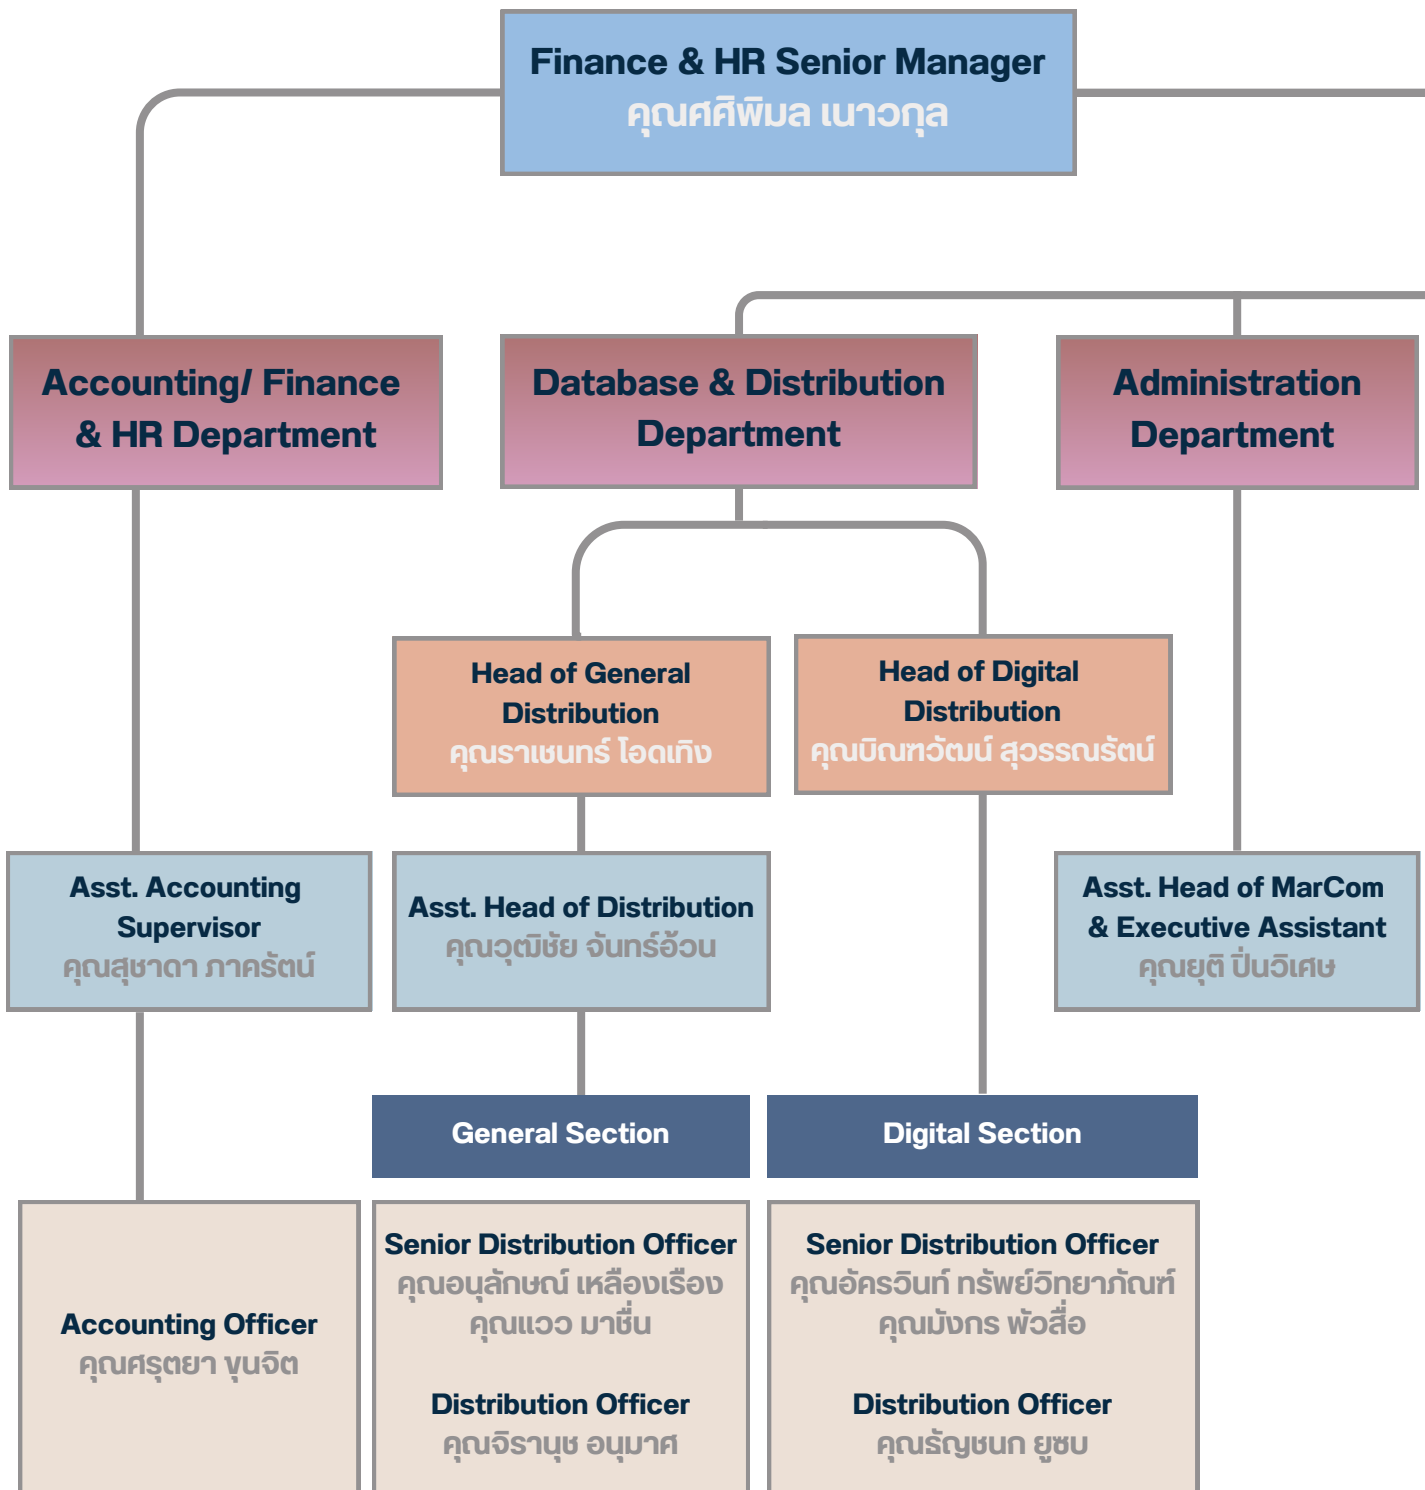 Finance & HR Senior Manager
คุณศศิพิมล เนาวกุล
Accounting/ Finance
& HR Department
Database & Distribution
Department
Administration
Department
Head of General
Distribution
คุณราเชนทร์ โอดเทิง
Head of Digital
Distribution
คุณบิณฑวัฒน์ สุวรรณรัตน์
Asst. Accounting
Supervisor
คุณสุชาดา ภาครัตน์
Asst. Head of Distribution
คุณวุฒิชัย จันทร์อ้วน
Asst. Head of MarCom
& Executive Assistant
คุณยุติ ปิ่นวิเศษ
General Section
Digital Section
Accounting Officer
คุณศรุตยา ขุนจิต
Senior Distribution Officer
คุณอนุลักษณ์ เหลืองเรือง
คุณแวว มาชื่น
Distribution Officer
คุณจิรานุช อนุมาศ
Senior Distribution Officer
คุณอัครวินท์ ทรัพย์วิทยาภัณฑ์
คุณมังกร พัวสื่อ
Distribution Officer
คุณธัญชนก ยูซบ